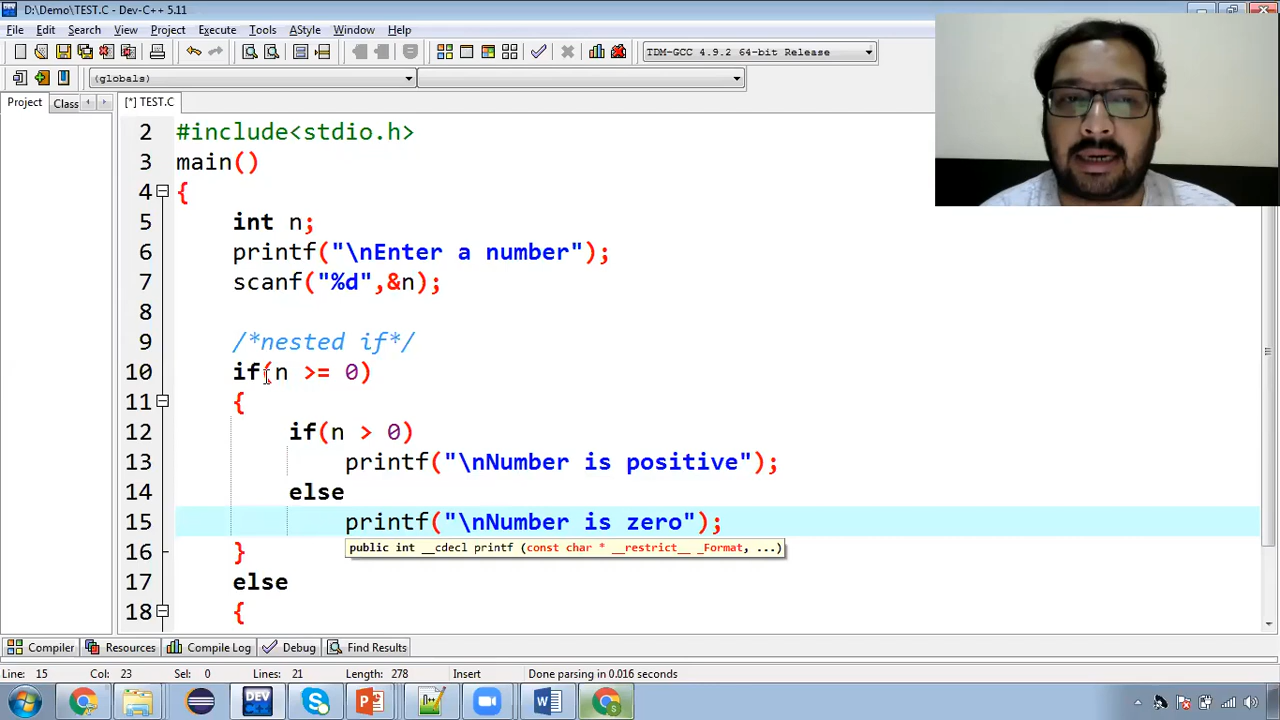 D:\Demo\TEST.C - Dev-C++ 5.11
File Edit Search View Project Execute Tools AStyle Window Help
TDM-GCC 4.9.2 64-bit Release
(globals)
Project Class [*] TEST.C
2 #include<stdio.h>
3 main()
4 {
5 int n;
6 printf("\nEnter a number");
7 scanf("%d",&n);
8
9 /*nested if*/
10 if(n >= 0)
11 {
12 if(n > 0)
13 printf("\nNumber is positive");
14 else
15 printf("\nNumber is zero");
public int __cdecl printf (const char * __restrict__ _Format, ...)
16 }
17 else
18 {
Compiler Resources Compile Log Debug Find Results
Line: 15 Col: 23 Sel: 0 Lines: 21 Length: 278 Insert Done parsing in 0.016 seconds
DEV C++